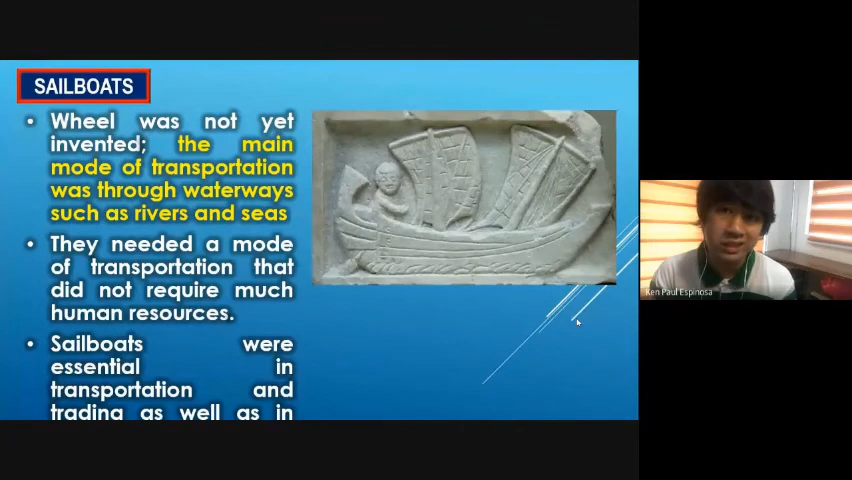 SAILBOATS
• Wheel was not yet
invented; the main
mode of transportation
was through waterways
such as rivers and seas
• They needed a mode
of transportation that
did not require much
human resources.
• Sailboats were
essential in
transportation and
trading as well as in
Ken Paul Espinosa